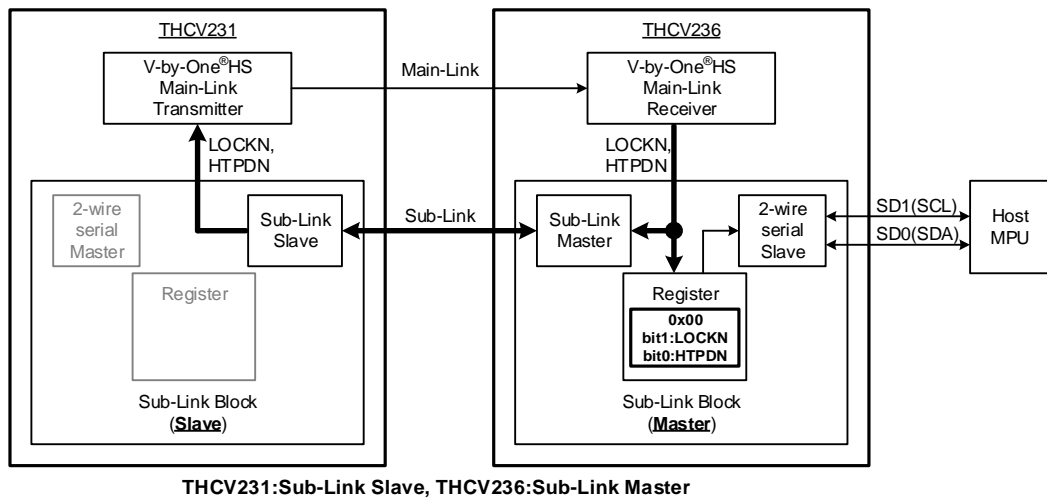 THCV231
V-by-One®HS
Main-Link
Transmitter
LOCKN,
HTPDN
2-wire
serial
Master
Sub-Link
Slave
Register
Sub-Link Block
(Slave)
Main-Link
Sub-Link
THCV236
V-by-One®HS
Main-Link
Receiver
LOCKN,
HTPDN
Sub-Link
Master
2-wire
serial
Slave
Register
0x00
bit1:LOCKN
bit0:HTPDN
Sub-Link Block
(Master)
SD1(SCL)
SD0(SDA)
Host
MPU
THCV231:Sub-Link Slave, THCV236:Sub-Link Master